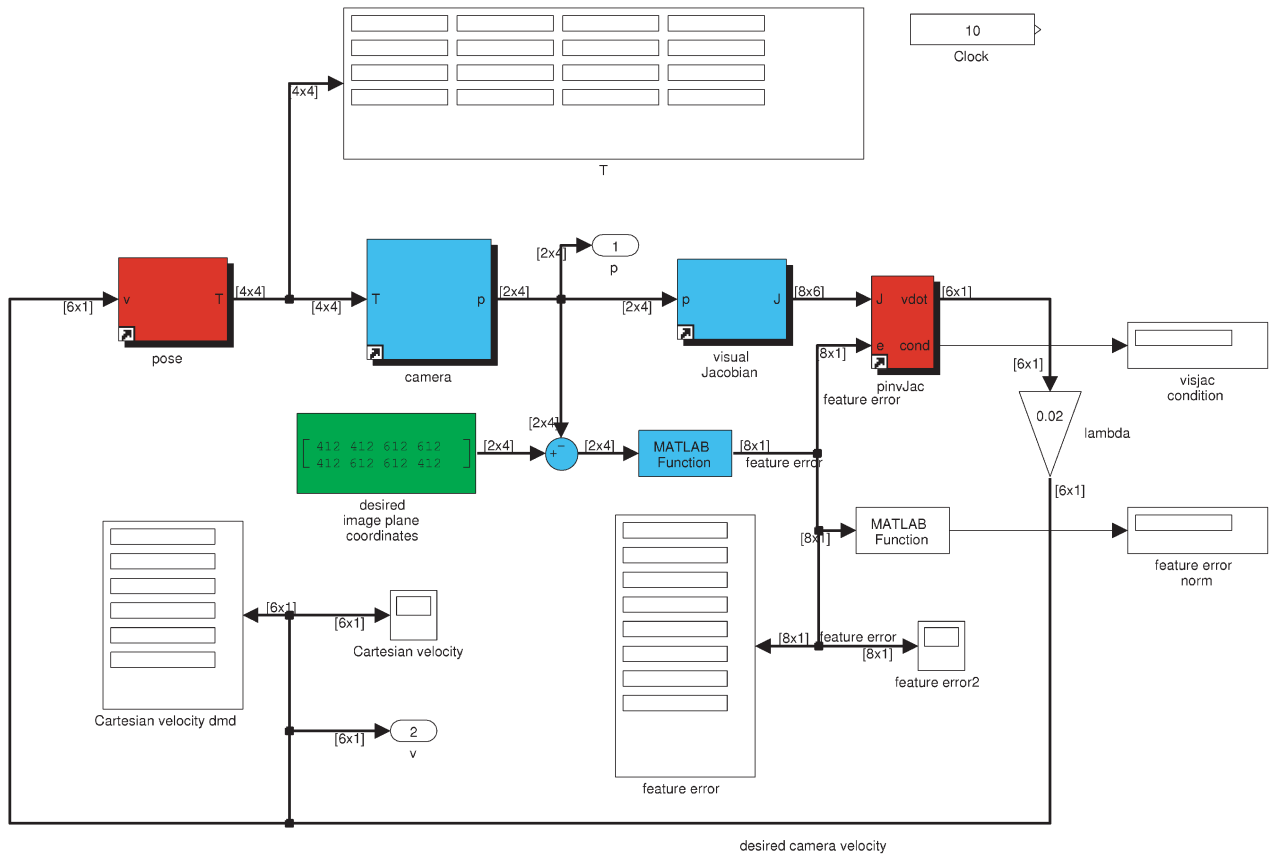 10
Clock
[4x4]
T
1
p
[2x4]
v
T
pose
[6x1]
[4x4]
[4x4]
T
p
camera
[2x4]
[2x4]
p
J
visual
Jacobian
[8x6]
J
vdot
e
cond
pinvJac
[6x1]
[8x1]
feature error
visjac
condition
[6x1]
0.02
lambda
[6x1]
412 412 612 612
412 612 612 412
desired
image plane
coordinates
[2x4]
[2x4]
−
+
[2x4]
MATLAB
Function
[8x1]
feature error
[8x1]
MATLAB
Function
feature error
norm
[6x1]
[6x1]
Cartesian velocity
Cartesian velocity dmd
[8x1]
feature error
[8x1]
feature error2
[6x1]
2
v
feature error
desired camera velocity